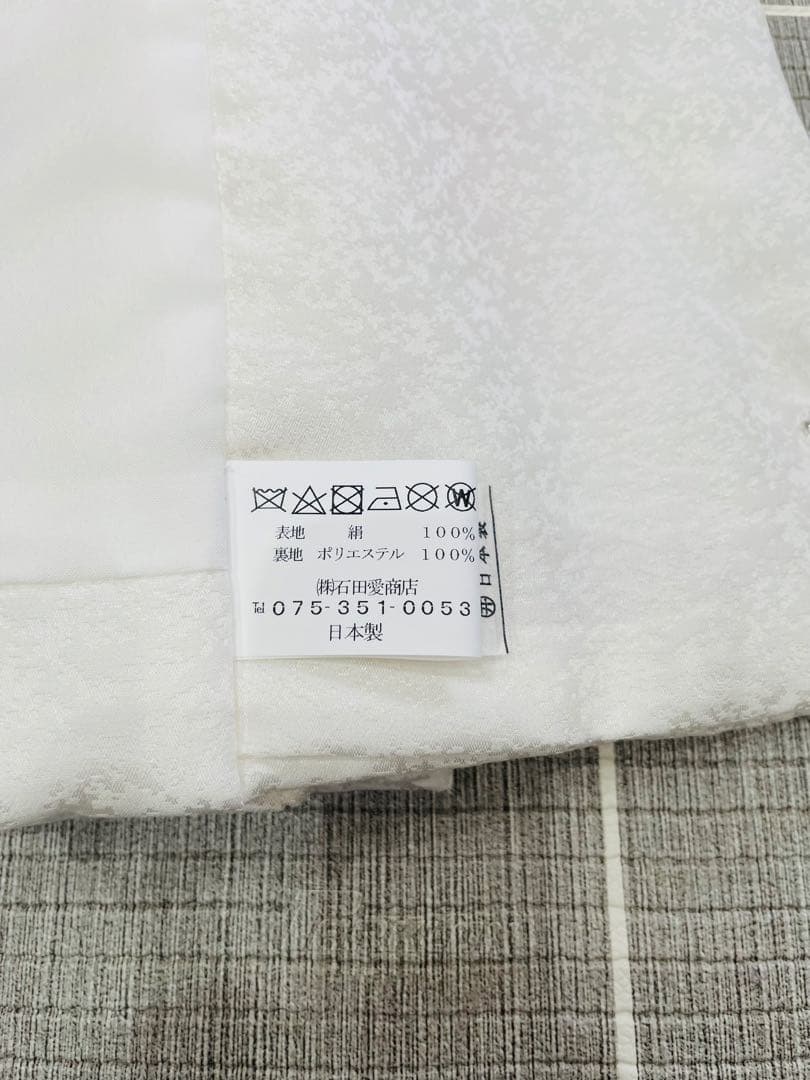 表地 絹 100%
裏地 ポリエステル 100%
㈱石田愛商店
℡ 075-351-0053
日本製